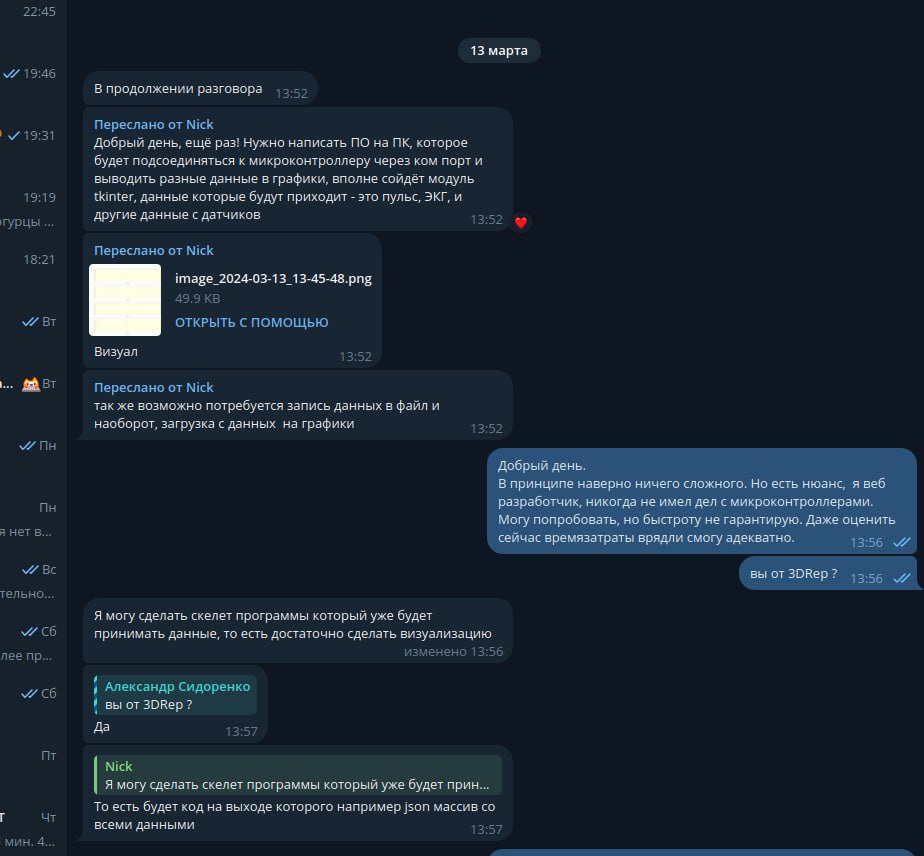 22:45
19:46
19:31
19:19
огурцы ...
18:21
Вт
а... Вт
Пн
Пн
я нет в...
Вс
тельно...
Сб
лее пр...
Сб
Пт
Т Чт
мин. 4...
13 марта
В продолжении разговора 13:52
Переслано от Nick
Добрый день, ещё раз! Нужно написать ПО на ПК, которое
будет подсоединяться к микроконтроллеру через ком порт и
выводить разные данные в графики, вполне сойдёт модуль
tkinter, данные которые будут приходит - это пульс, ЭКГ, и
другие данные с датчиков 13:52
Переслано от Nick
image_2024-03-13_13-45-48.png
49.9 KB
ОТКРЫТЬ С ПОМОЩЬЮ
Визуал 13:52
Переслано от Nick
так же возможно потребуется запись данных в файл и
наоборот, загрузка с данных на графики 13:52
Добрый день.
В принципе наверно ничего сложного. Но есть нюанс, я веб
разработчик, никогда не имел дел с микроконтроллерами.
Могу попробовать, но быстроту не гарантирую. Даже оценить
сейчас времязатраты врядли смогу адекватно. 13:56
вы от 3DRep ? 13:56
Я могу сделать скелет программы который уже будет
принимать данные, то есть достаточно сделать визуализацию
изменено 13:56
Александр Сидоренко
вы от 3DRep ?
Да 13:57
Nick
Я могу сделать скелет программы который уже будет прин...
То есть будет код на выходе которого например json массив со
всеми данными 13:57